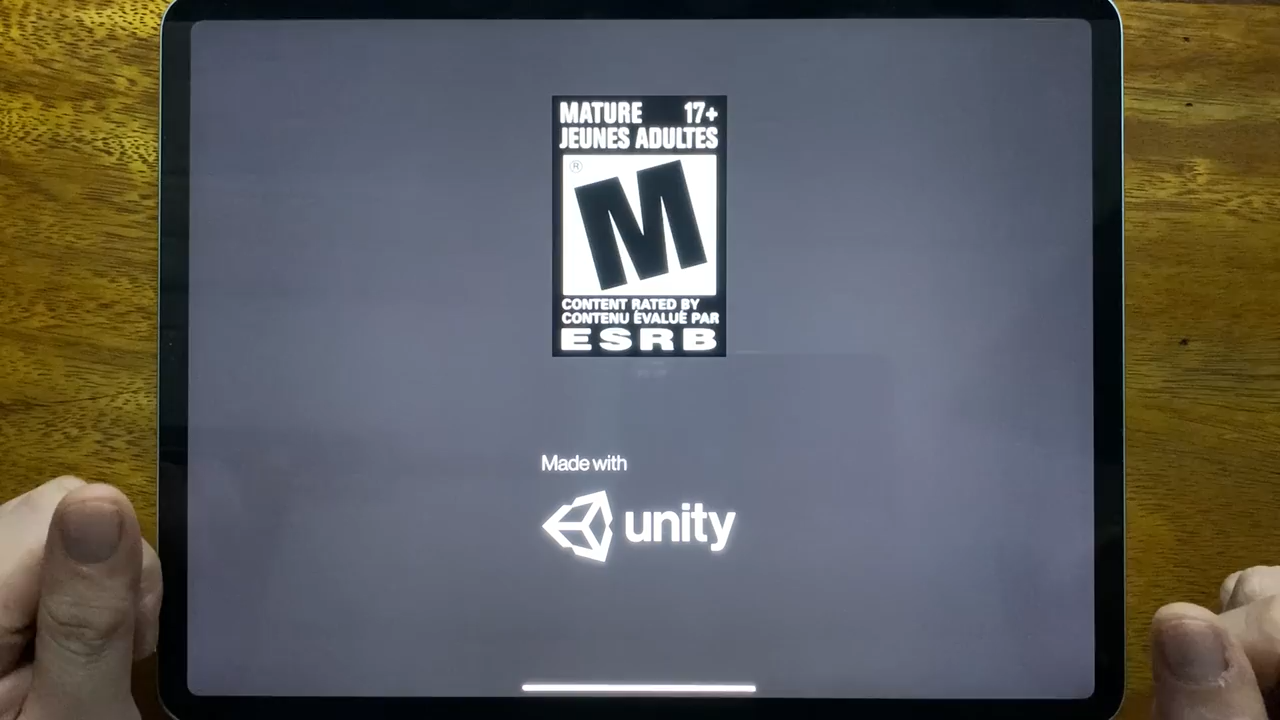 MATURE 17+
JEUNES ADULTES
®
M
CONTENT RATED BY
CONTENU ÉVALUÉ PAR
ESRB
Made with
unity